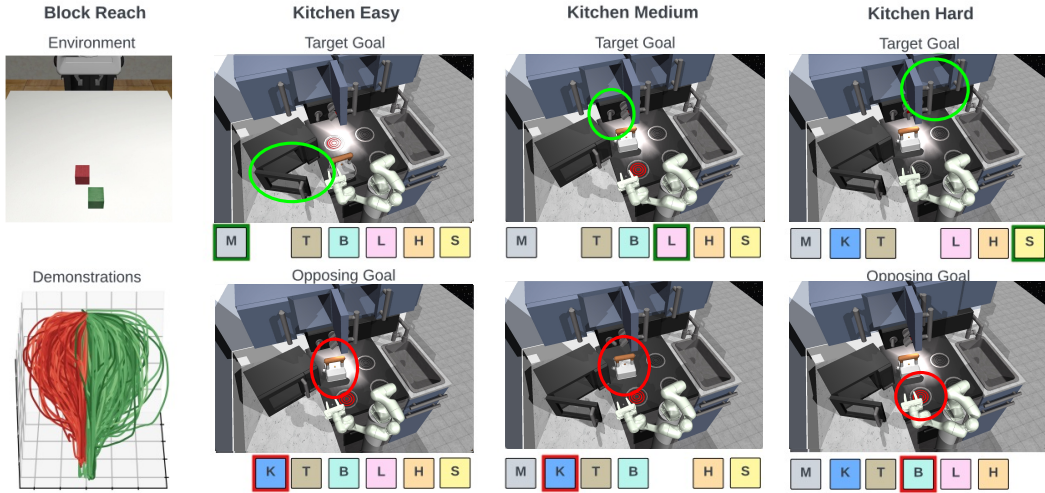 Block Reach
Kitchen Easy
Kitchen Medium
Kitchen Hard
Environment
Target Goal
Target Goal
Target Goal
M T B L H S
M T B L H S
M K T L H S
Demonstrations
Opposing Goal
Opposing Goal
K T B L H S
M K T B H S
M K T B L H